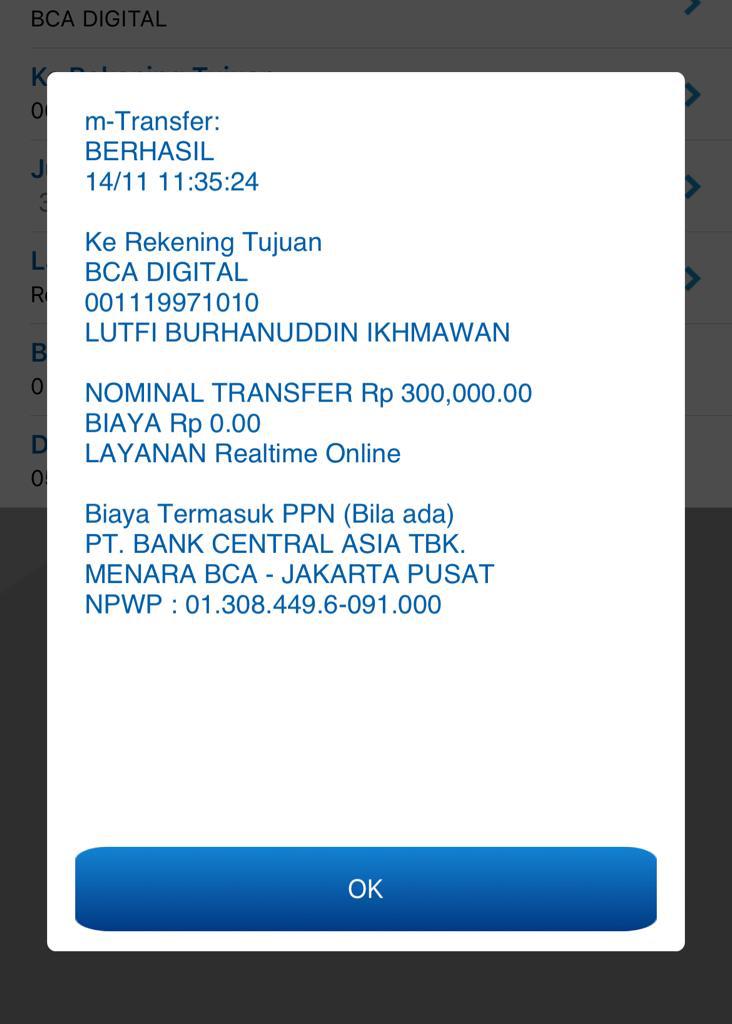 BCA DIGITAL
m-Transfer:
BERHASIL
14/11 11:35:24
Ke Rekening Tujuan
BCA DIGITAL
001119971010
LUTFI BURHANUDDIN IKHMAWAN
NOMINAL TRANSFER Rp 300,000.00
BIAYA Rp 0.00
LAYANAN Realtime Online
Biaya Termasuk PPN (Bila ada)
PT. BANK CENTRAL ASIA TBK.
MENARA BCA - JAKARTA PUSAT
NPWP : 01.308.449.6-091.000
OK